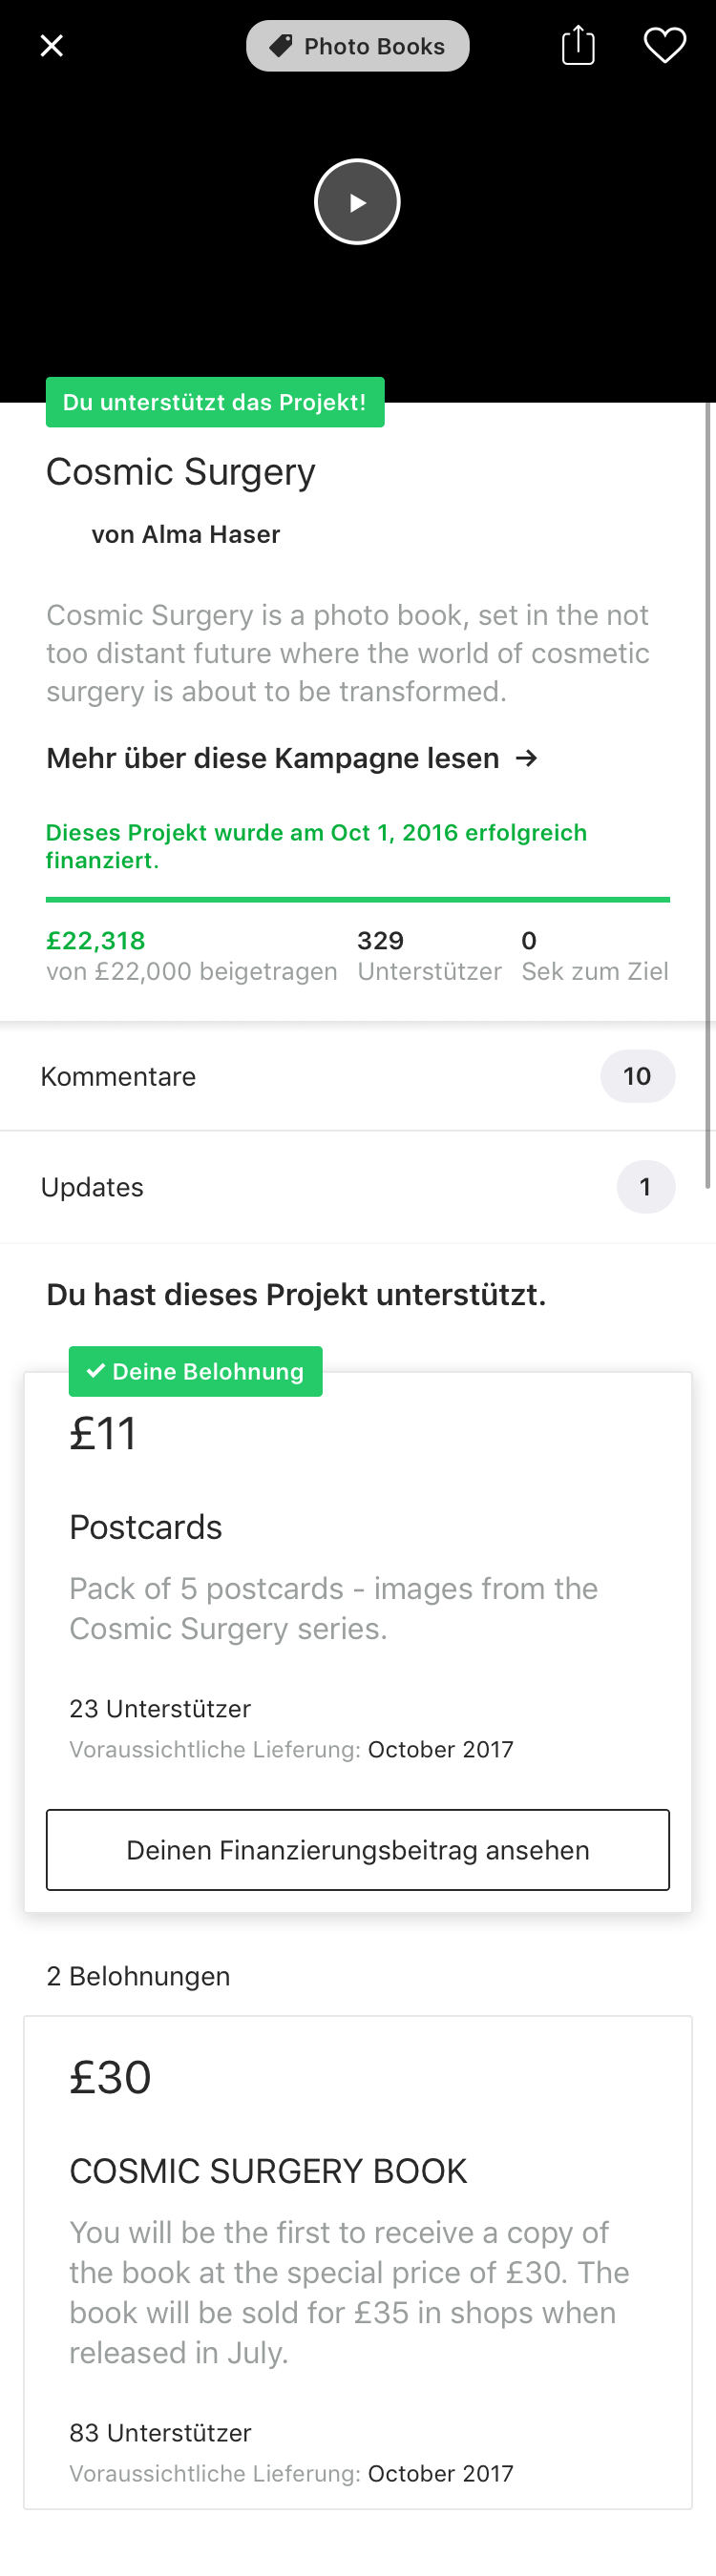 Photo Books
Du unterstützt das Projekt!
Cosmic Surgery
von Alma Haser
Cosmic Surgery is a photo book, set in the not
too distant future where the world of cosmetic
surgery is about to be transformed.
Mehr über diese Kampagne lesen →
Dieses Projekt wurde am Oct 1, 2016 erfolgreich
finanziert.
£22,318 329 0
von £22,000 beigetragen Unterstützer Sek zum Ziel
Kommentare 10
Updates 1
Du hast dieses Projekt unterstützt.
✓ Deine Belohnung
£11
Postcards
Pack of 5 postcards - images from the
Cosmic Surgery series.
23 Unterstützer
Voraussichtliche Lieferung: October 2017
Deinen Finanzierungsbeitrag ansehen
2 Belohnungen
£30
COSMIC SURGERY BOOK
You will be the first to receive a copy of
the book at the special price of £30. The
book will be sold for £35 in shops when
released in July.
83 Unterstützer
Voraussichtliche Lieferung: October 2017